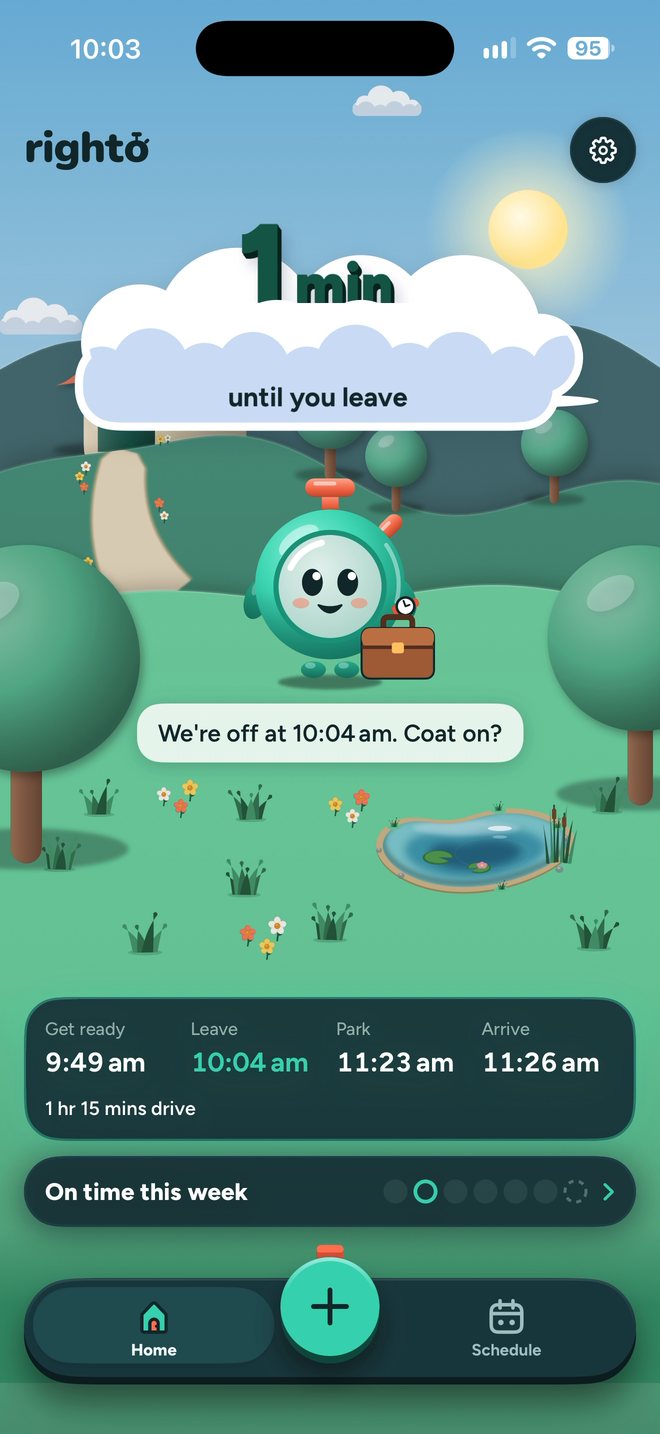 10:03
95
righto
1 min
until you leave
We're off at 10:04 am. Coat on?
Get ready
Leave
Park
Arrive
9:49 am
10:04 am
11:23 am
11:26 am
1 hr 15 mins drive
On time this week
Home
Schedule